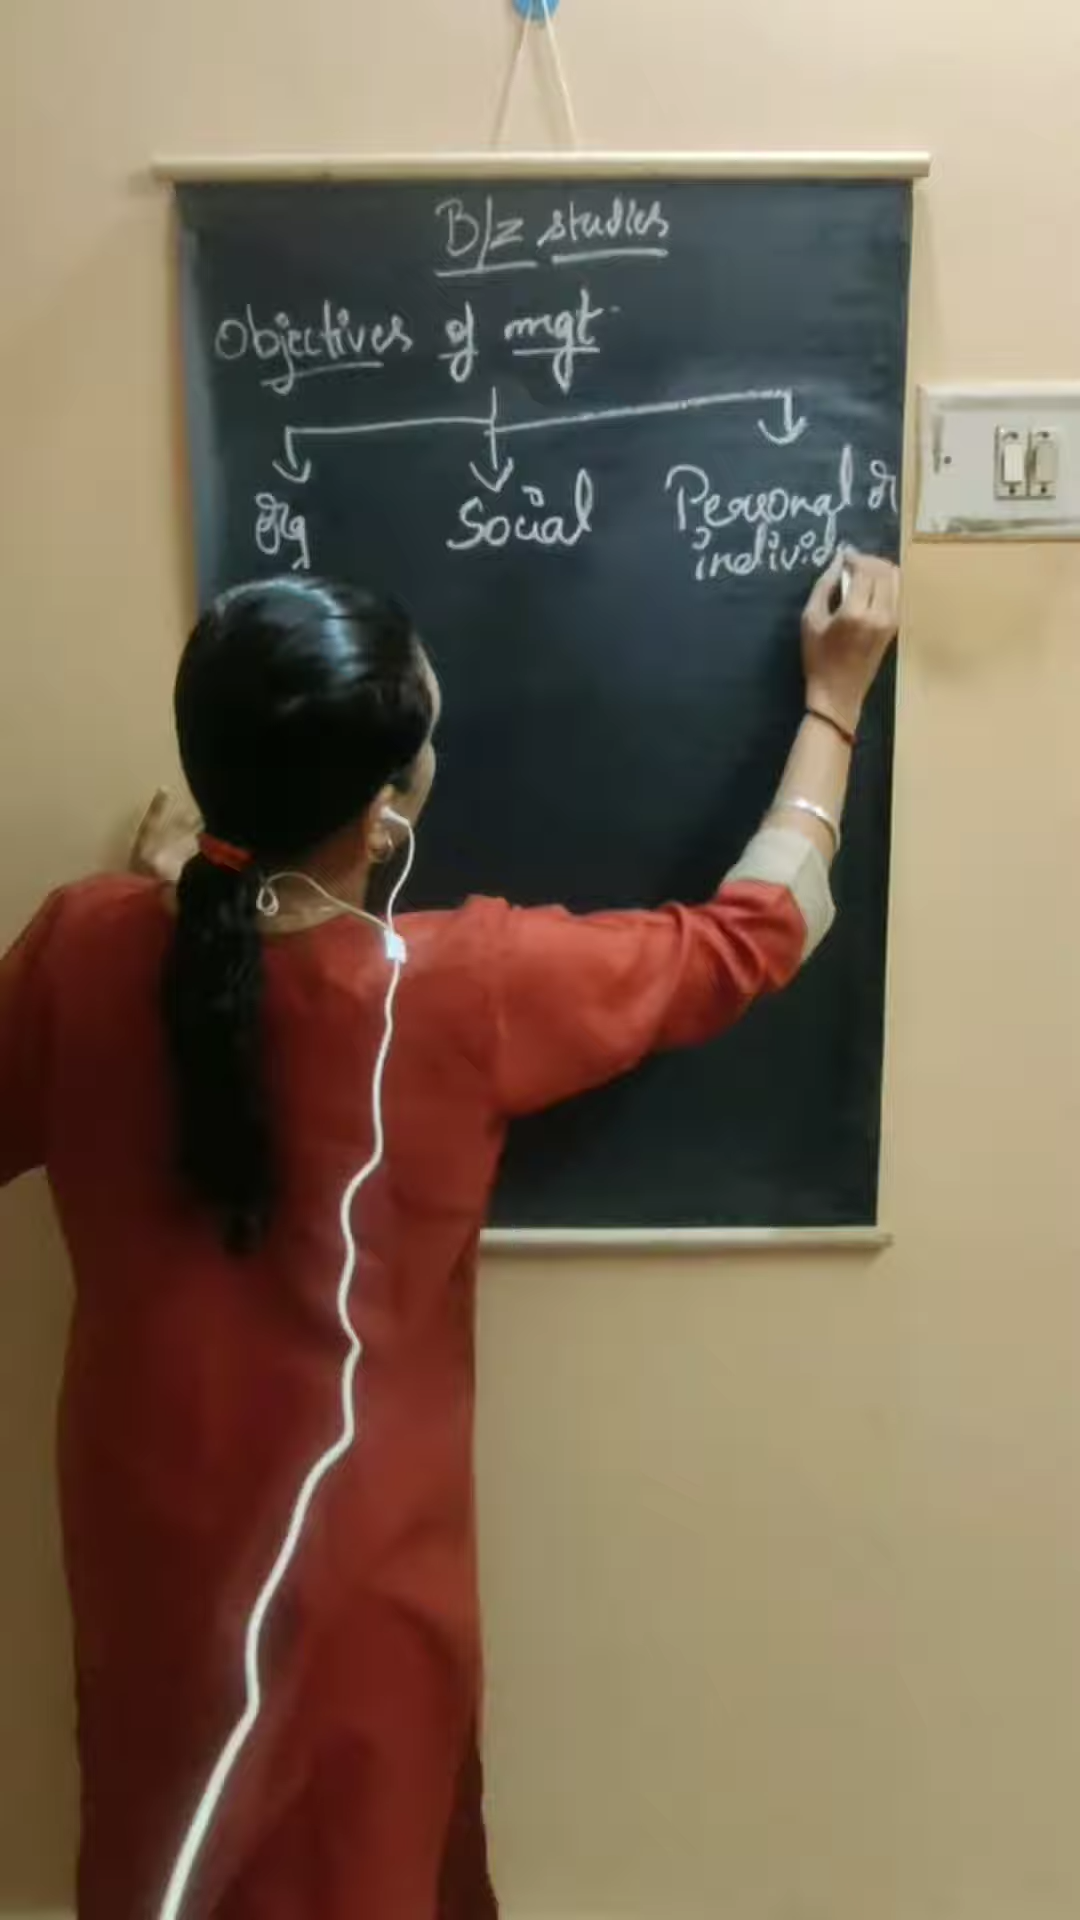 B/z studies
Objectives of mgt.
Org Social Personal or
individu